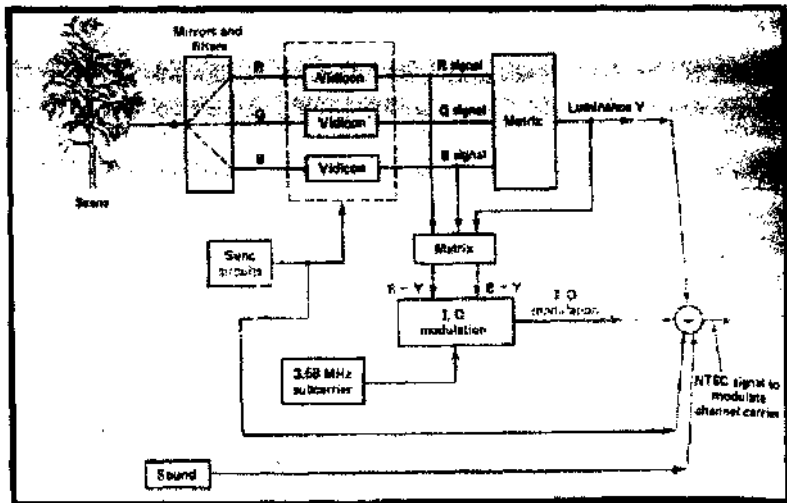 Mirrors and
filters
R
Vidicon
R signal
G
Vidicon
G signal
Matrix
Luminance Y
B
Vidicon
B signal
Scene
Sync
circuits
Matrix
R - Y
B - Y
I, Q
modulation
I, Q
modulation
3.58 MHz
subcarrier
NTSC signal to
modulate
channel carrier
Sound